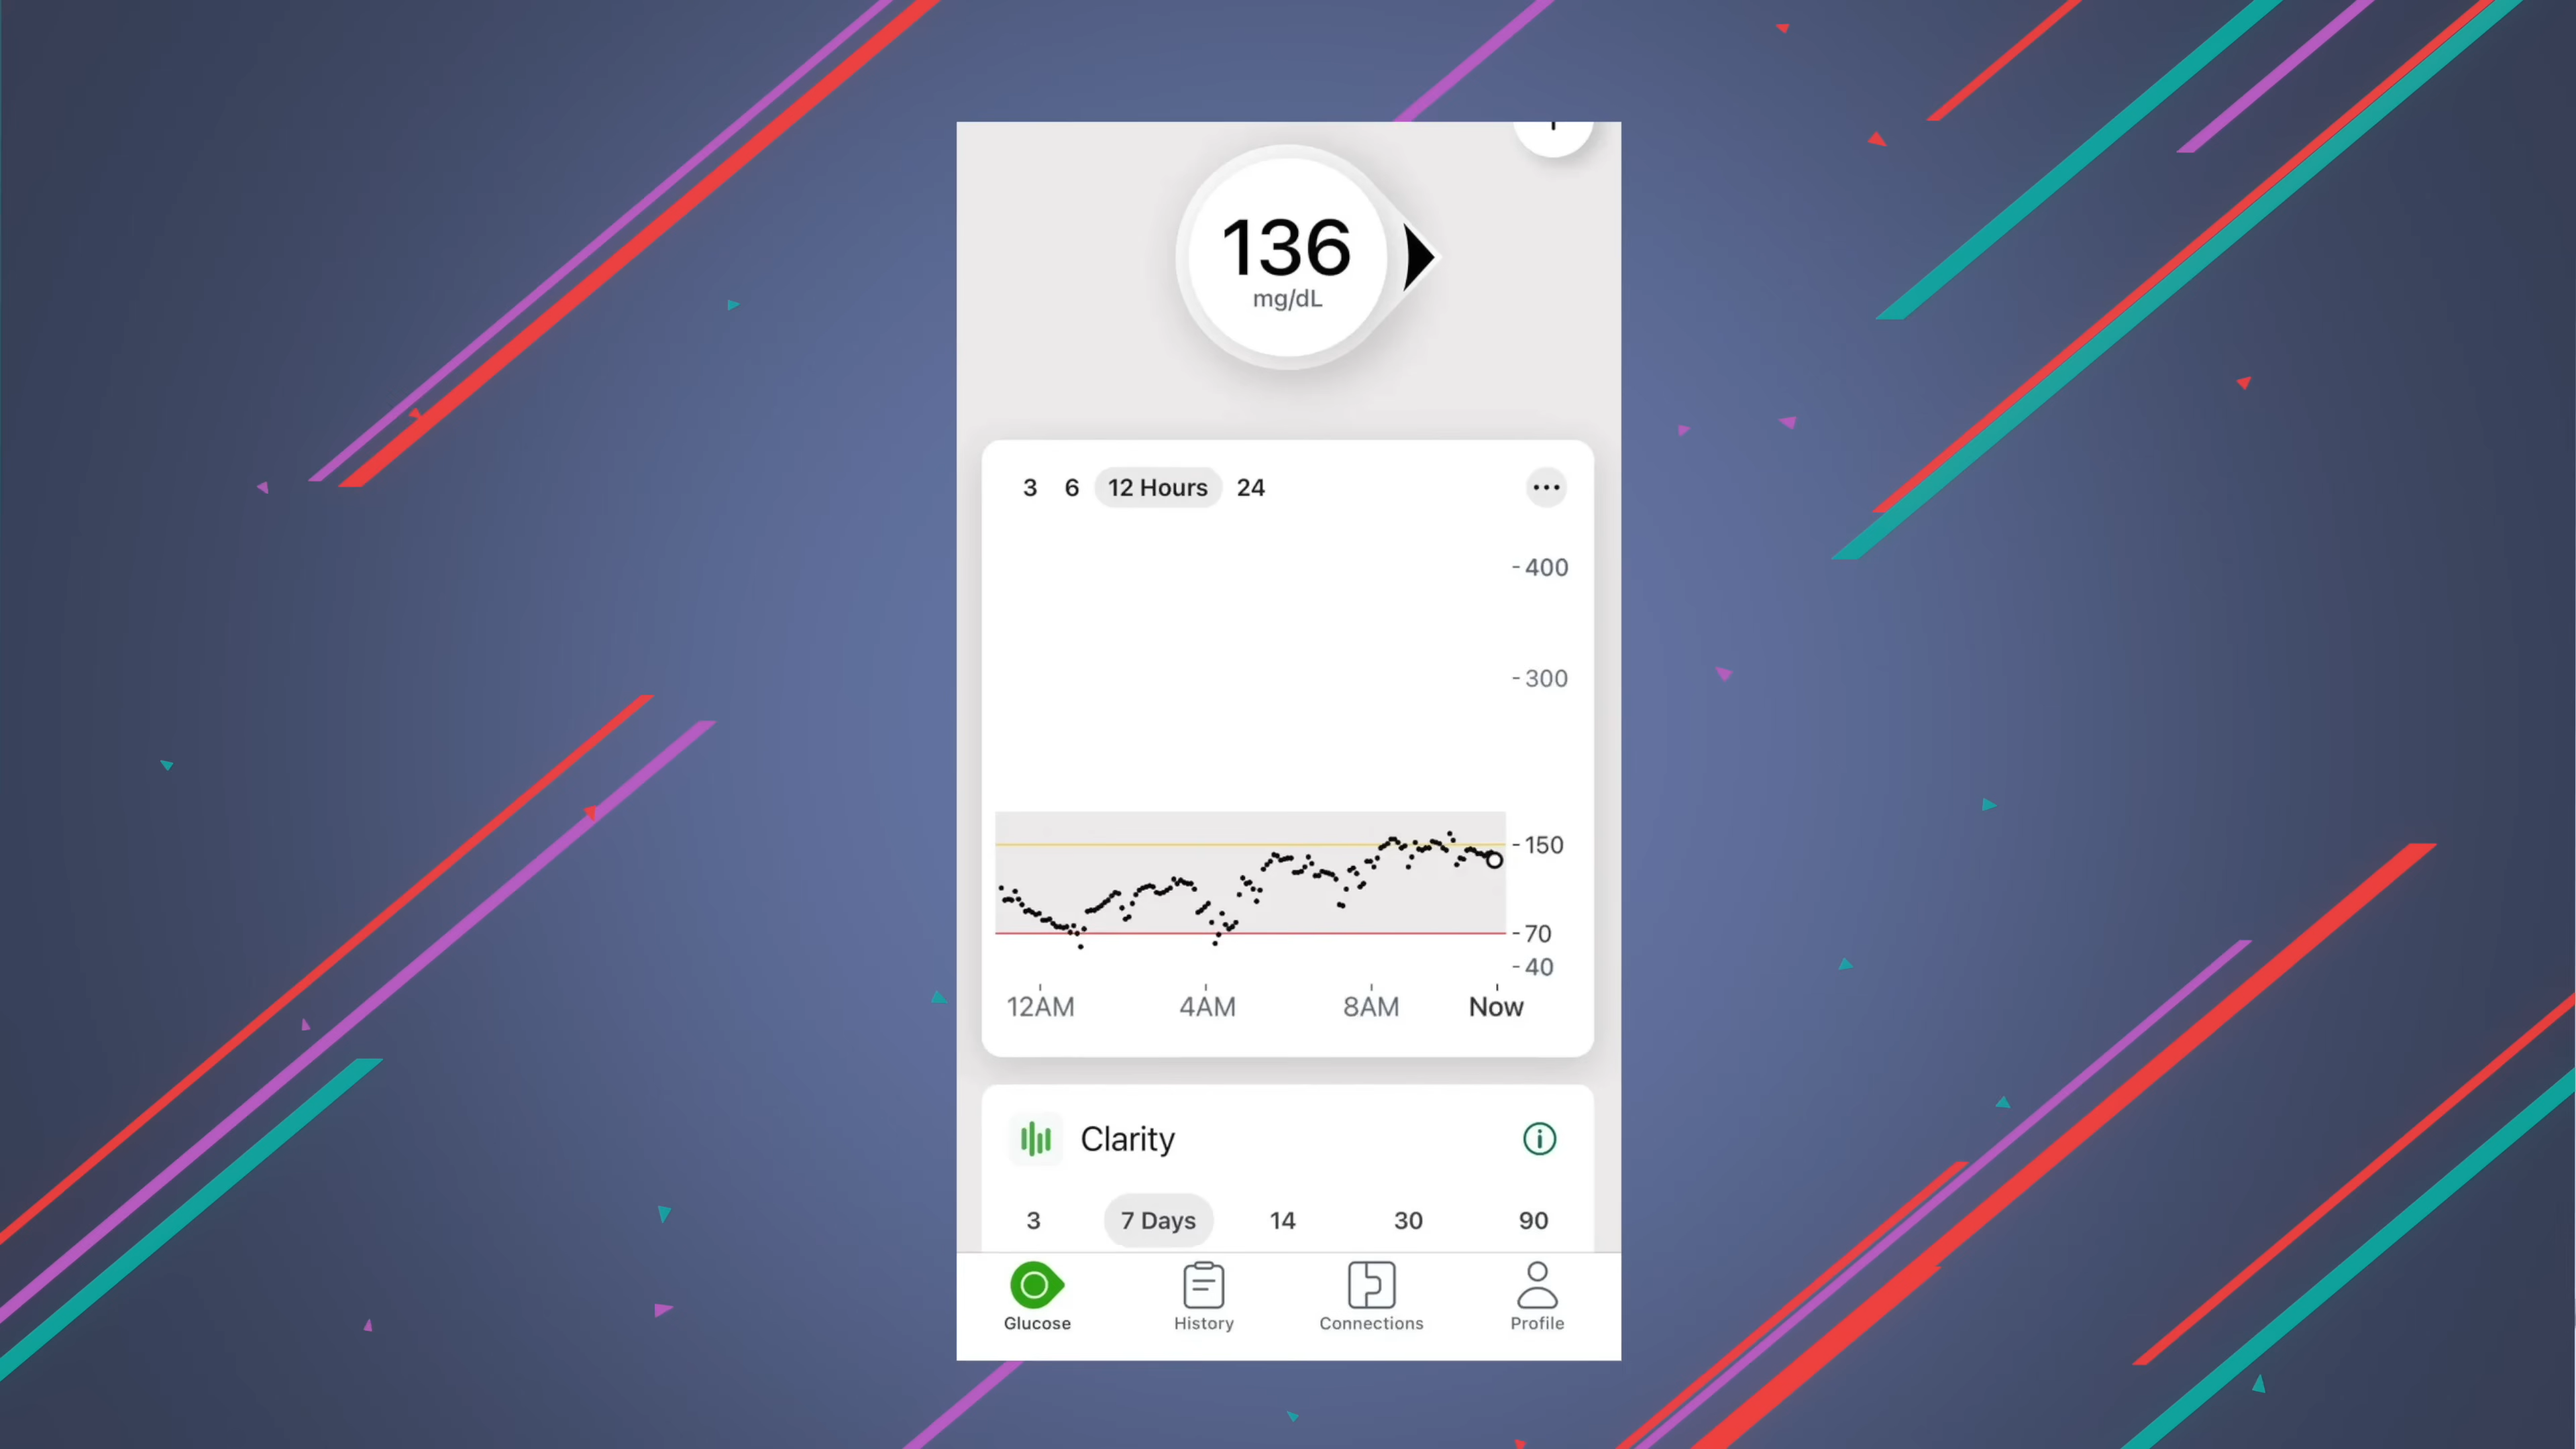 136
mg/dL
3 6 12 Hours 24
-400
-300
-150
-70
-40
12AM 4AM 8AM Now
Clarity
3 7 Days 14 30 90
Glucose History Connections Profile